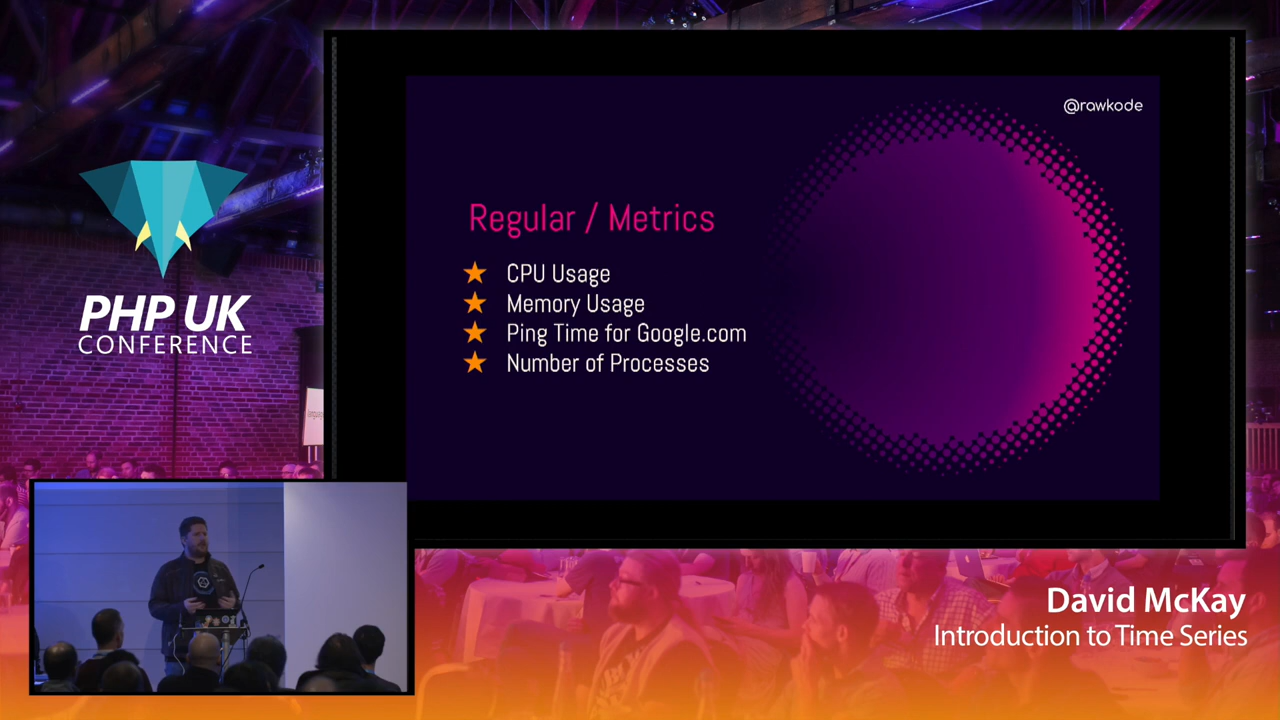 @rawkode
Regular / Metrics
★ CPU Usage
★ Memory Usage
★ Ping Time for Google.com
★ Number of Processes
PHP UK
CONFERENCE
David McKay
Introduction to Time Series